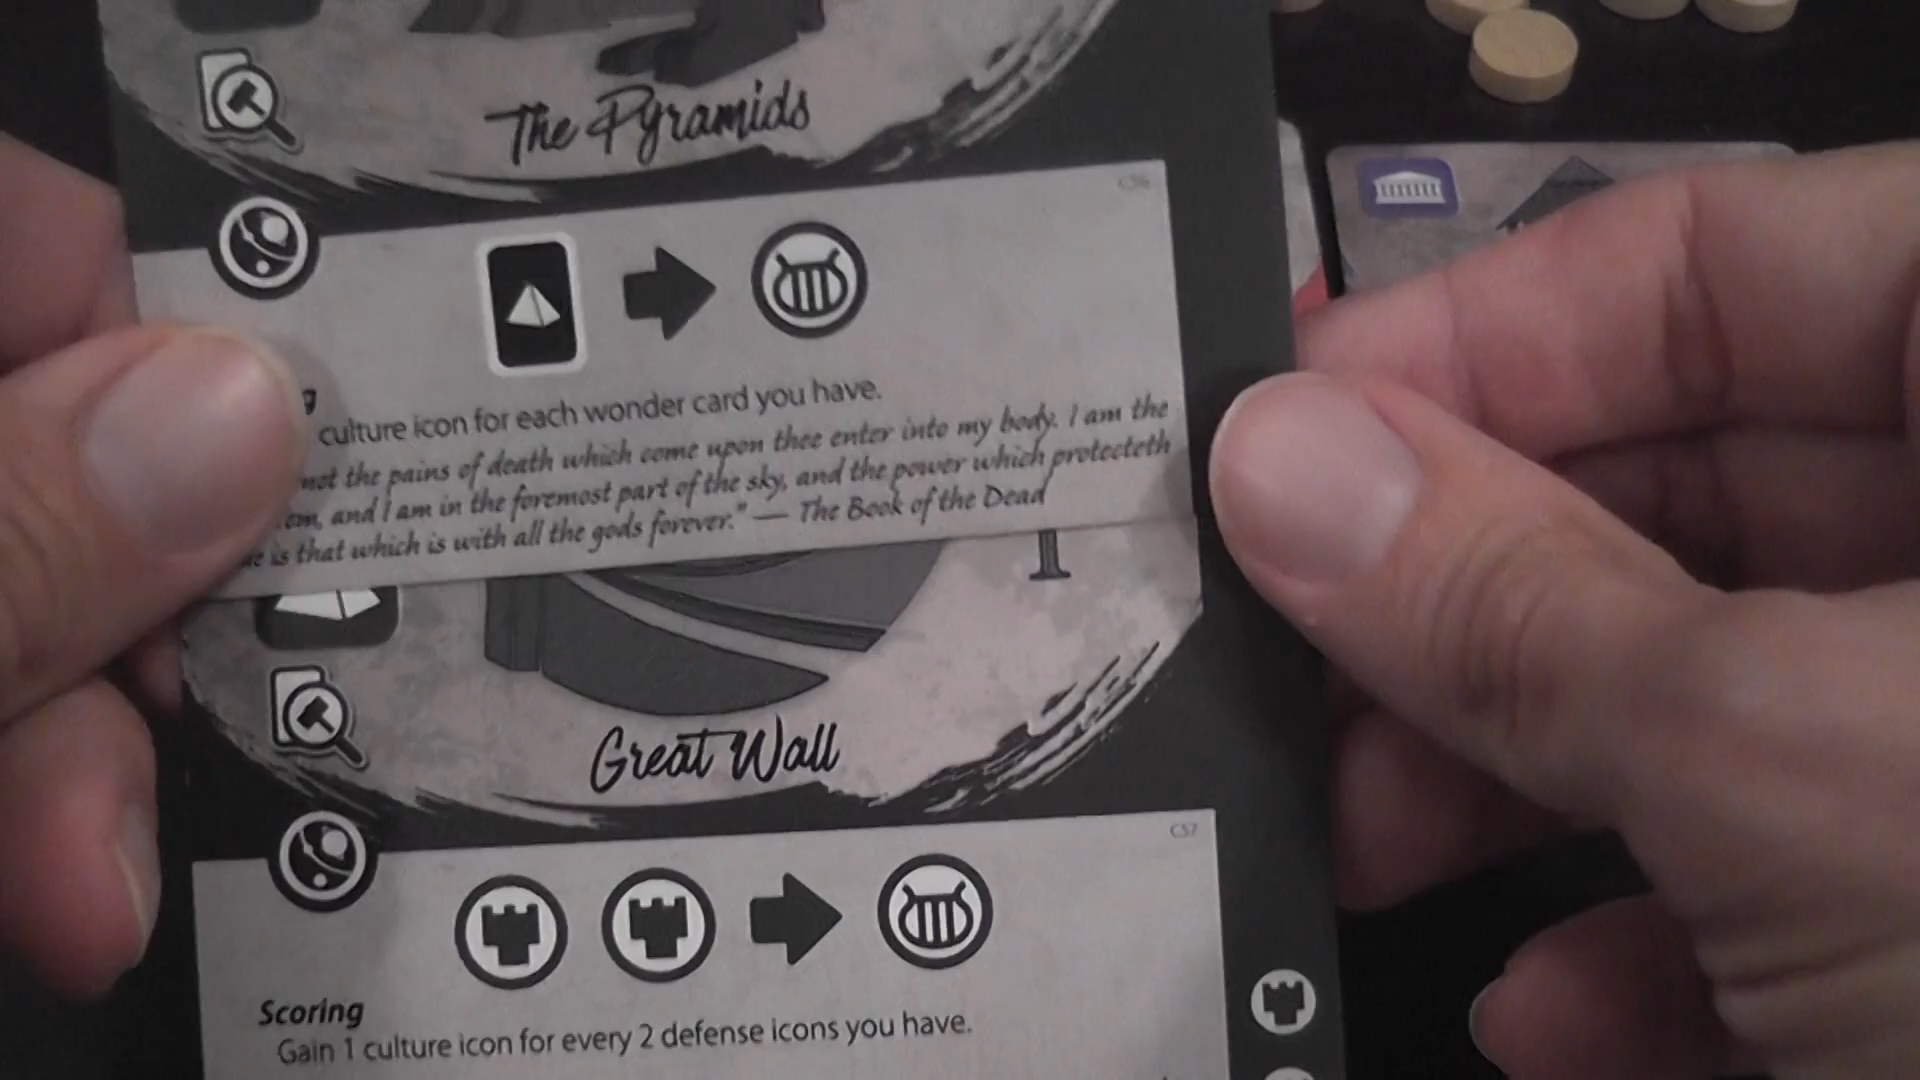 The Pyramids
C56
g
culture icon for each wonder card you have.
not the pains of death which come upon thee enter into my body. I am the
em, and I am in the foremost part of the sky, and the power which protecteth
is that which is with all the gods forever." — The Book of the Dead
1
Great Wall
C57
Scoring
Gain 1 culture icon for every 2 defense icons you have.